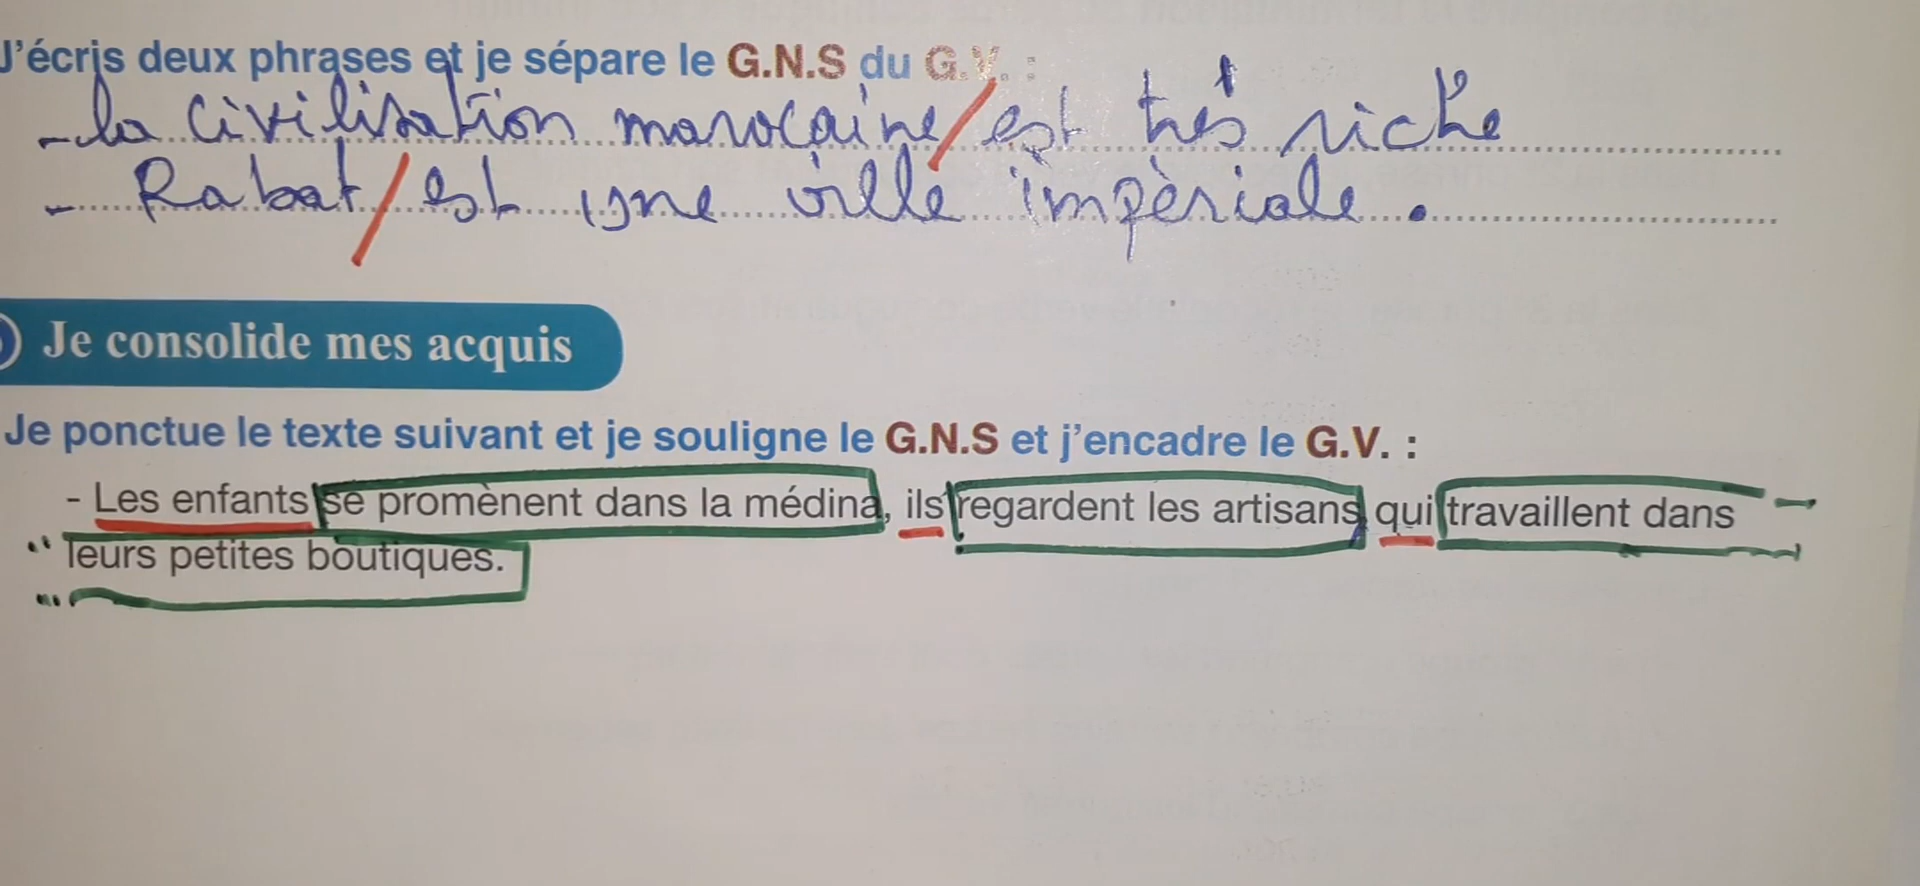 J'écris deux phrases et je sépare le G.N.S du G.V. :
- la civilisation marocaine / est très riche
- Rabat / est une ville impèriale .
Je consolide mes acquis
Je ponctue le texte suivant et je souligne le G.N.S et j'encadre le G.V. :
- Les enfants se promènent dans la médina, ils regardent les artisans, qui travaillent dans
leurs petites boutiques.